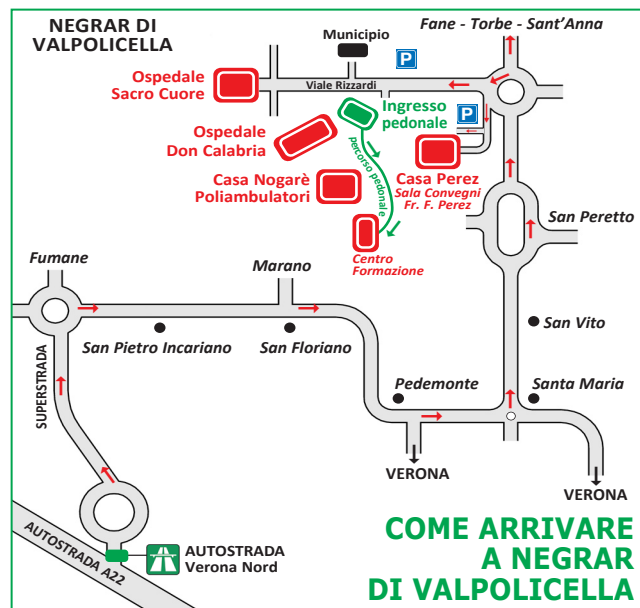 NEGRAR DI
VALPOLICELLA
Fane - Torbe - Sant'Anna
Municipio
P
Ospedale
Sacro Cuore
Viale Rizzardi
Ingresso
pedonale
P
Ospedale
Don Calabria
percorso pedonale
Casa Perez
Sala Convegni
Fr. F. Perez
Casa Nogarè
Poliambulatori
San Peretto
Centro
Formazione
Fumane
Marano
San Pietro Incariano
San Floriano
San Vito
SUPERSTRADA
Pedemonte
Santa Maria
VERONA
VERONA
AUTOSTRADA A22
AUTOSTRADA
Verona Nord
COME ARRIVARE
A NEGRAR
DI VALPOLICELLA